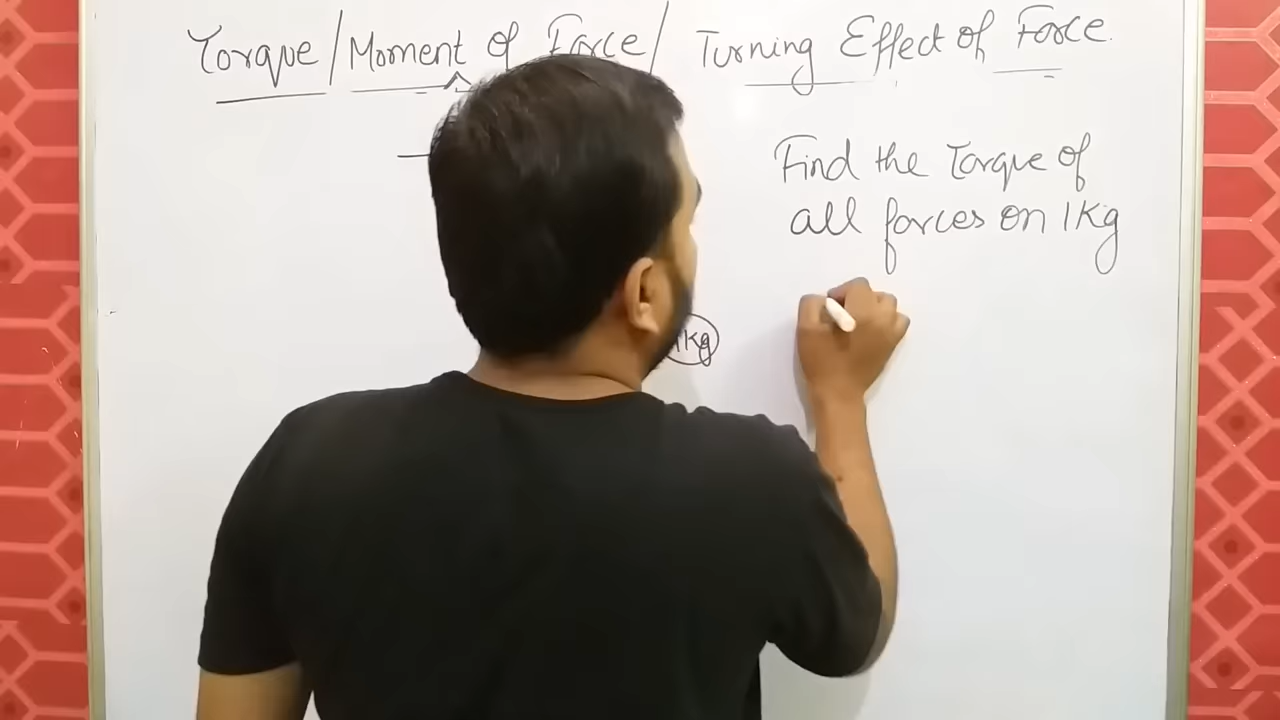 Torque / Moment of Force / Turning Effect of Force.
Find the Torque of
all forces on 1Kg
1Kg